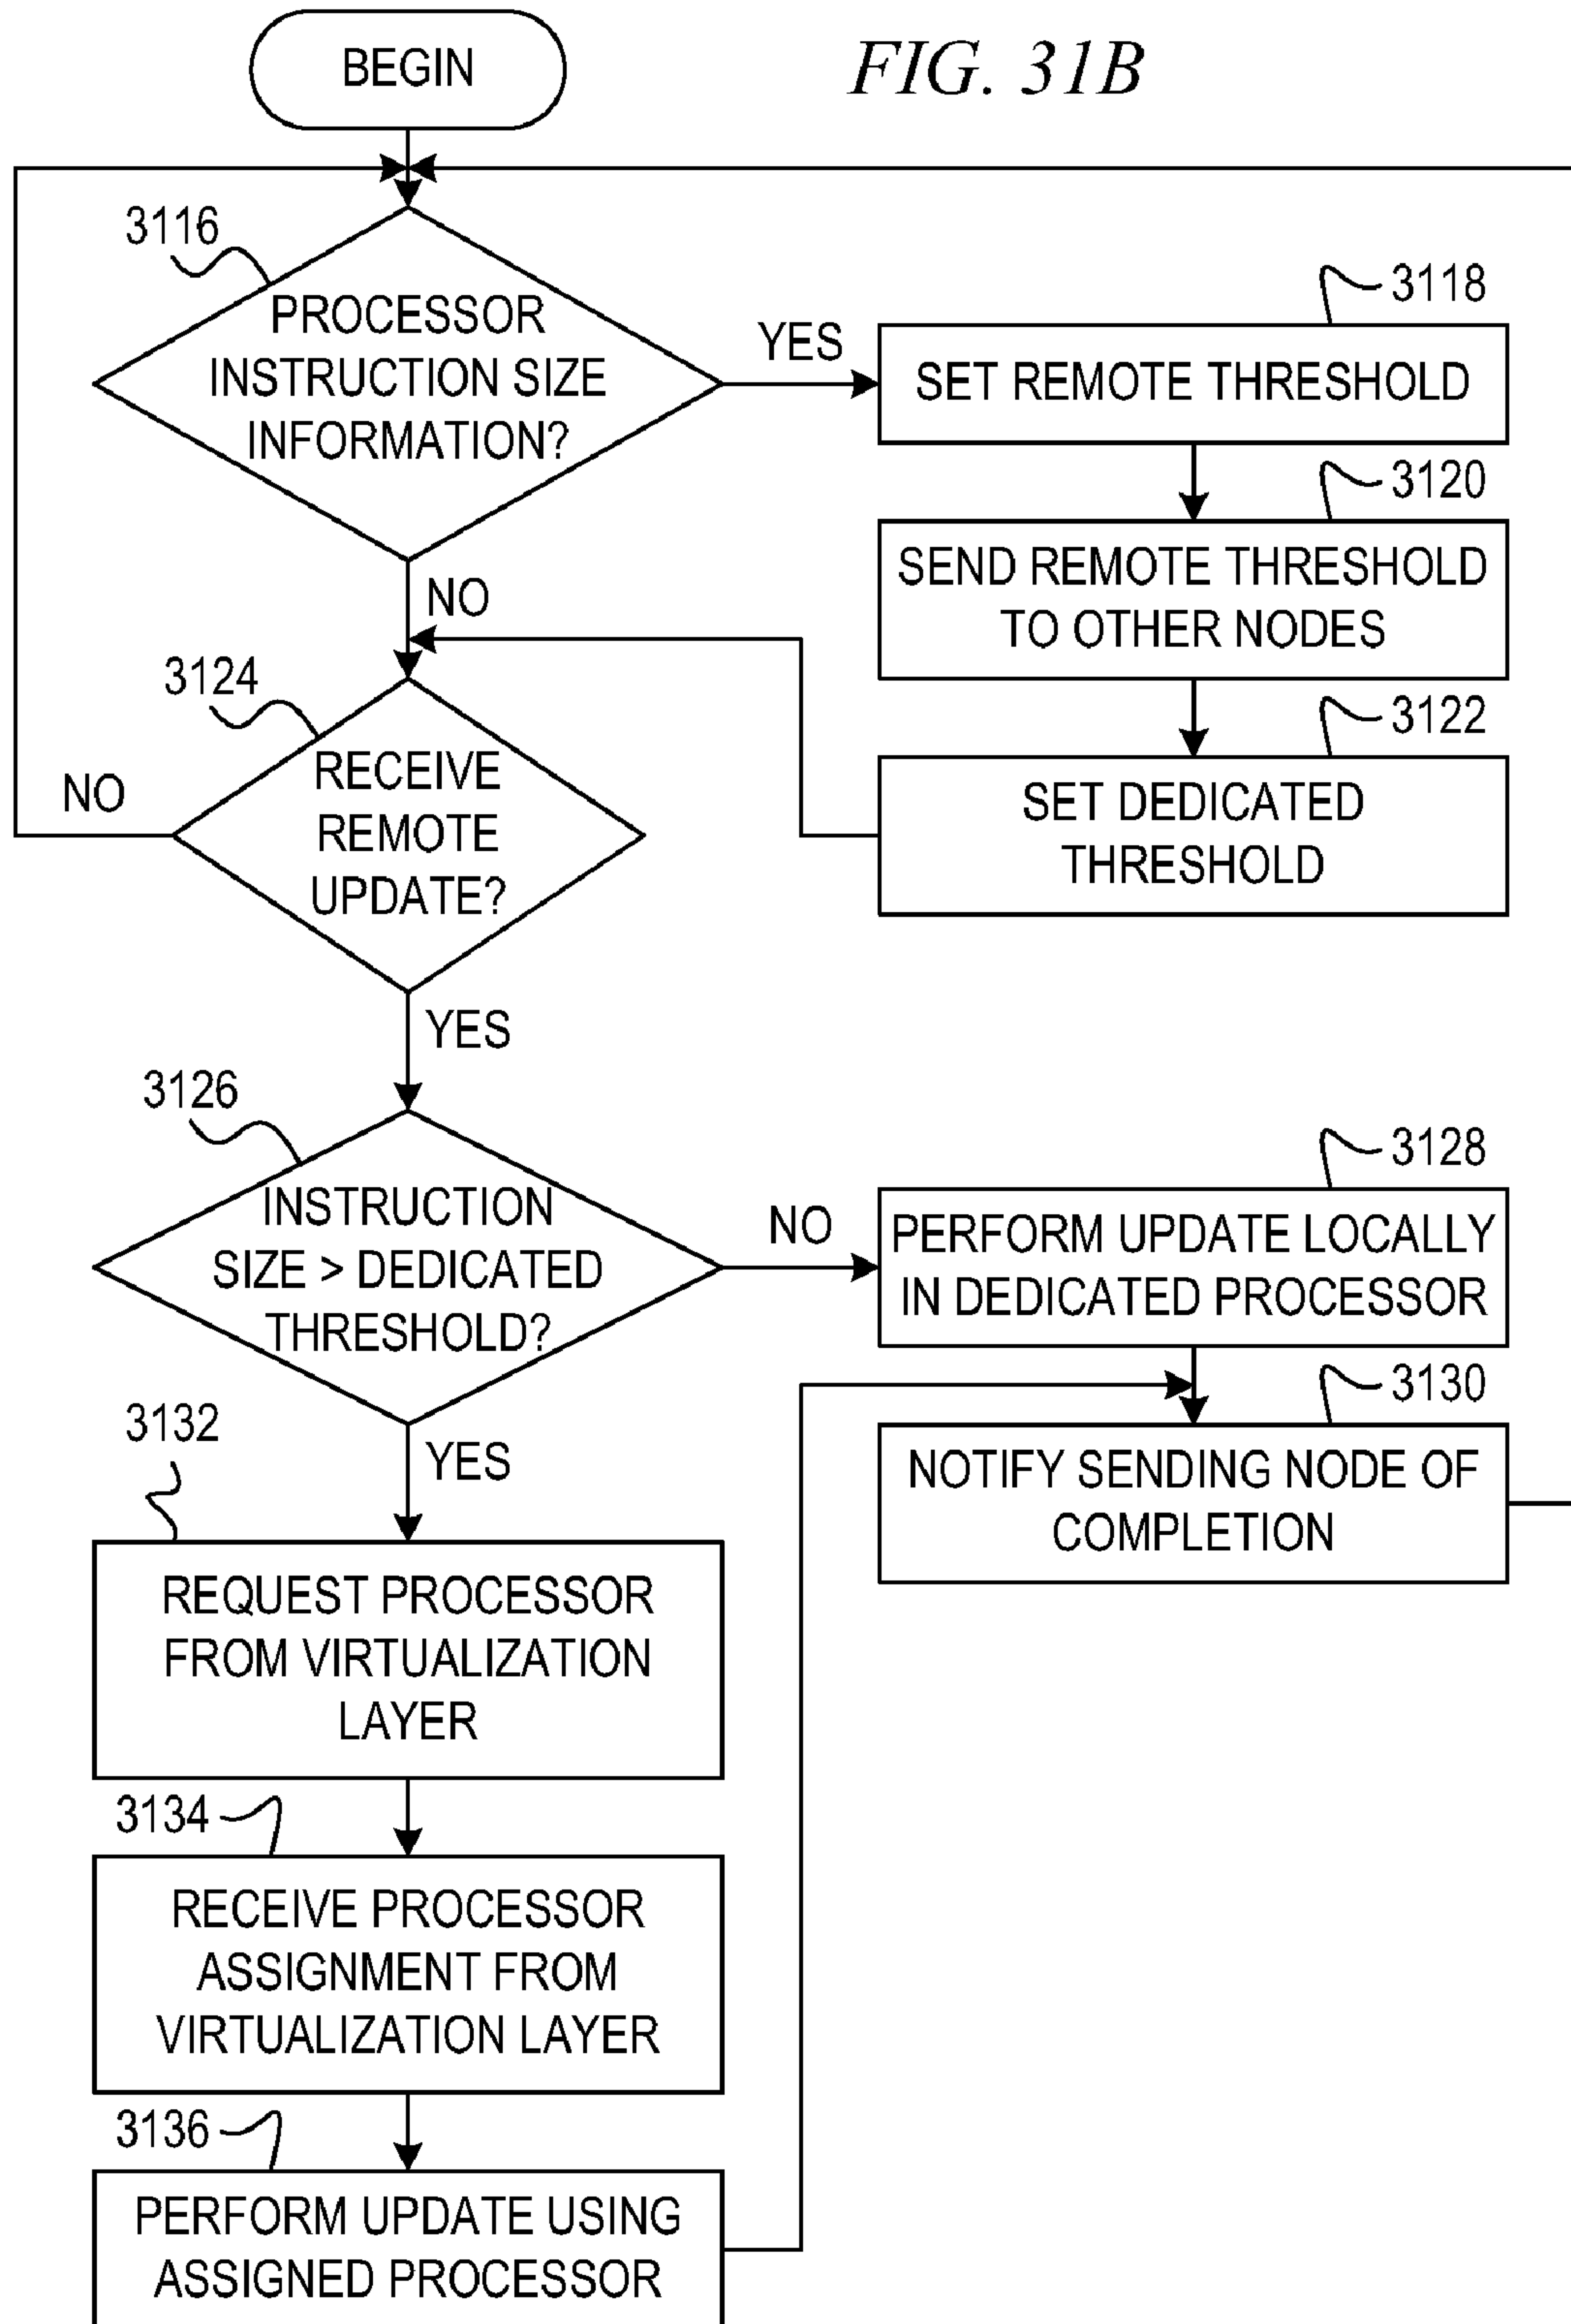 BEGIN
FIG. 31B
3116
PROCESSOR
INSTRUCTION SIZE
INFORMATION?
YES
3118
SET REMOTE THRESHOLD
3120
SEND REMOTE THRESHOLD
TO OTHER NODES
3122
SET DEDICATED
THRESHOLD
NO
3124
RECEIVE
REMOTE
UPDATE?
NO
YES
3126
INSTRUCTION
SIZE > DEDICATED
THRESHOLD?
NO
3128
PERFORM UPDATE LOCALLY
IN DEDICATED PROCESSOR
3130
NOTIFY SENDING NODE OF
COMPLETION
YES
3132
REQUEST PROCESSOR
FROM VIRTUALIZATION
LAYER
3134
RECEIVE PROCESSOR
ASSIGNMENT FROM
VIRTUALIZATION LAYER
3136
PERFORM UPDATE USING
ASSIGNED PROCESSOR